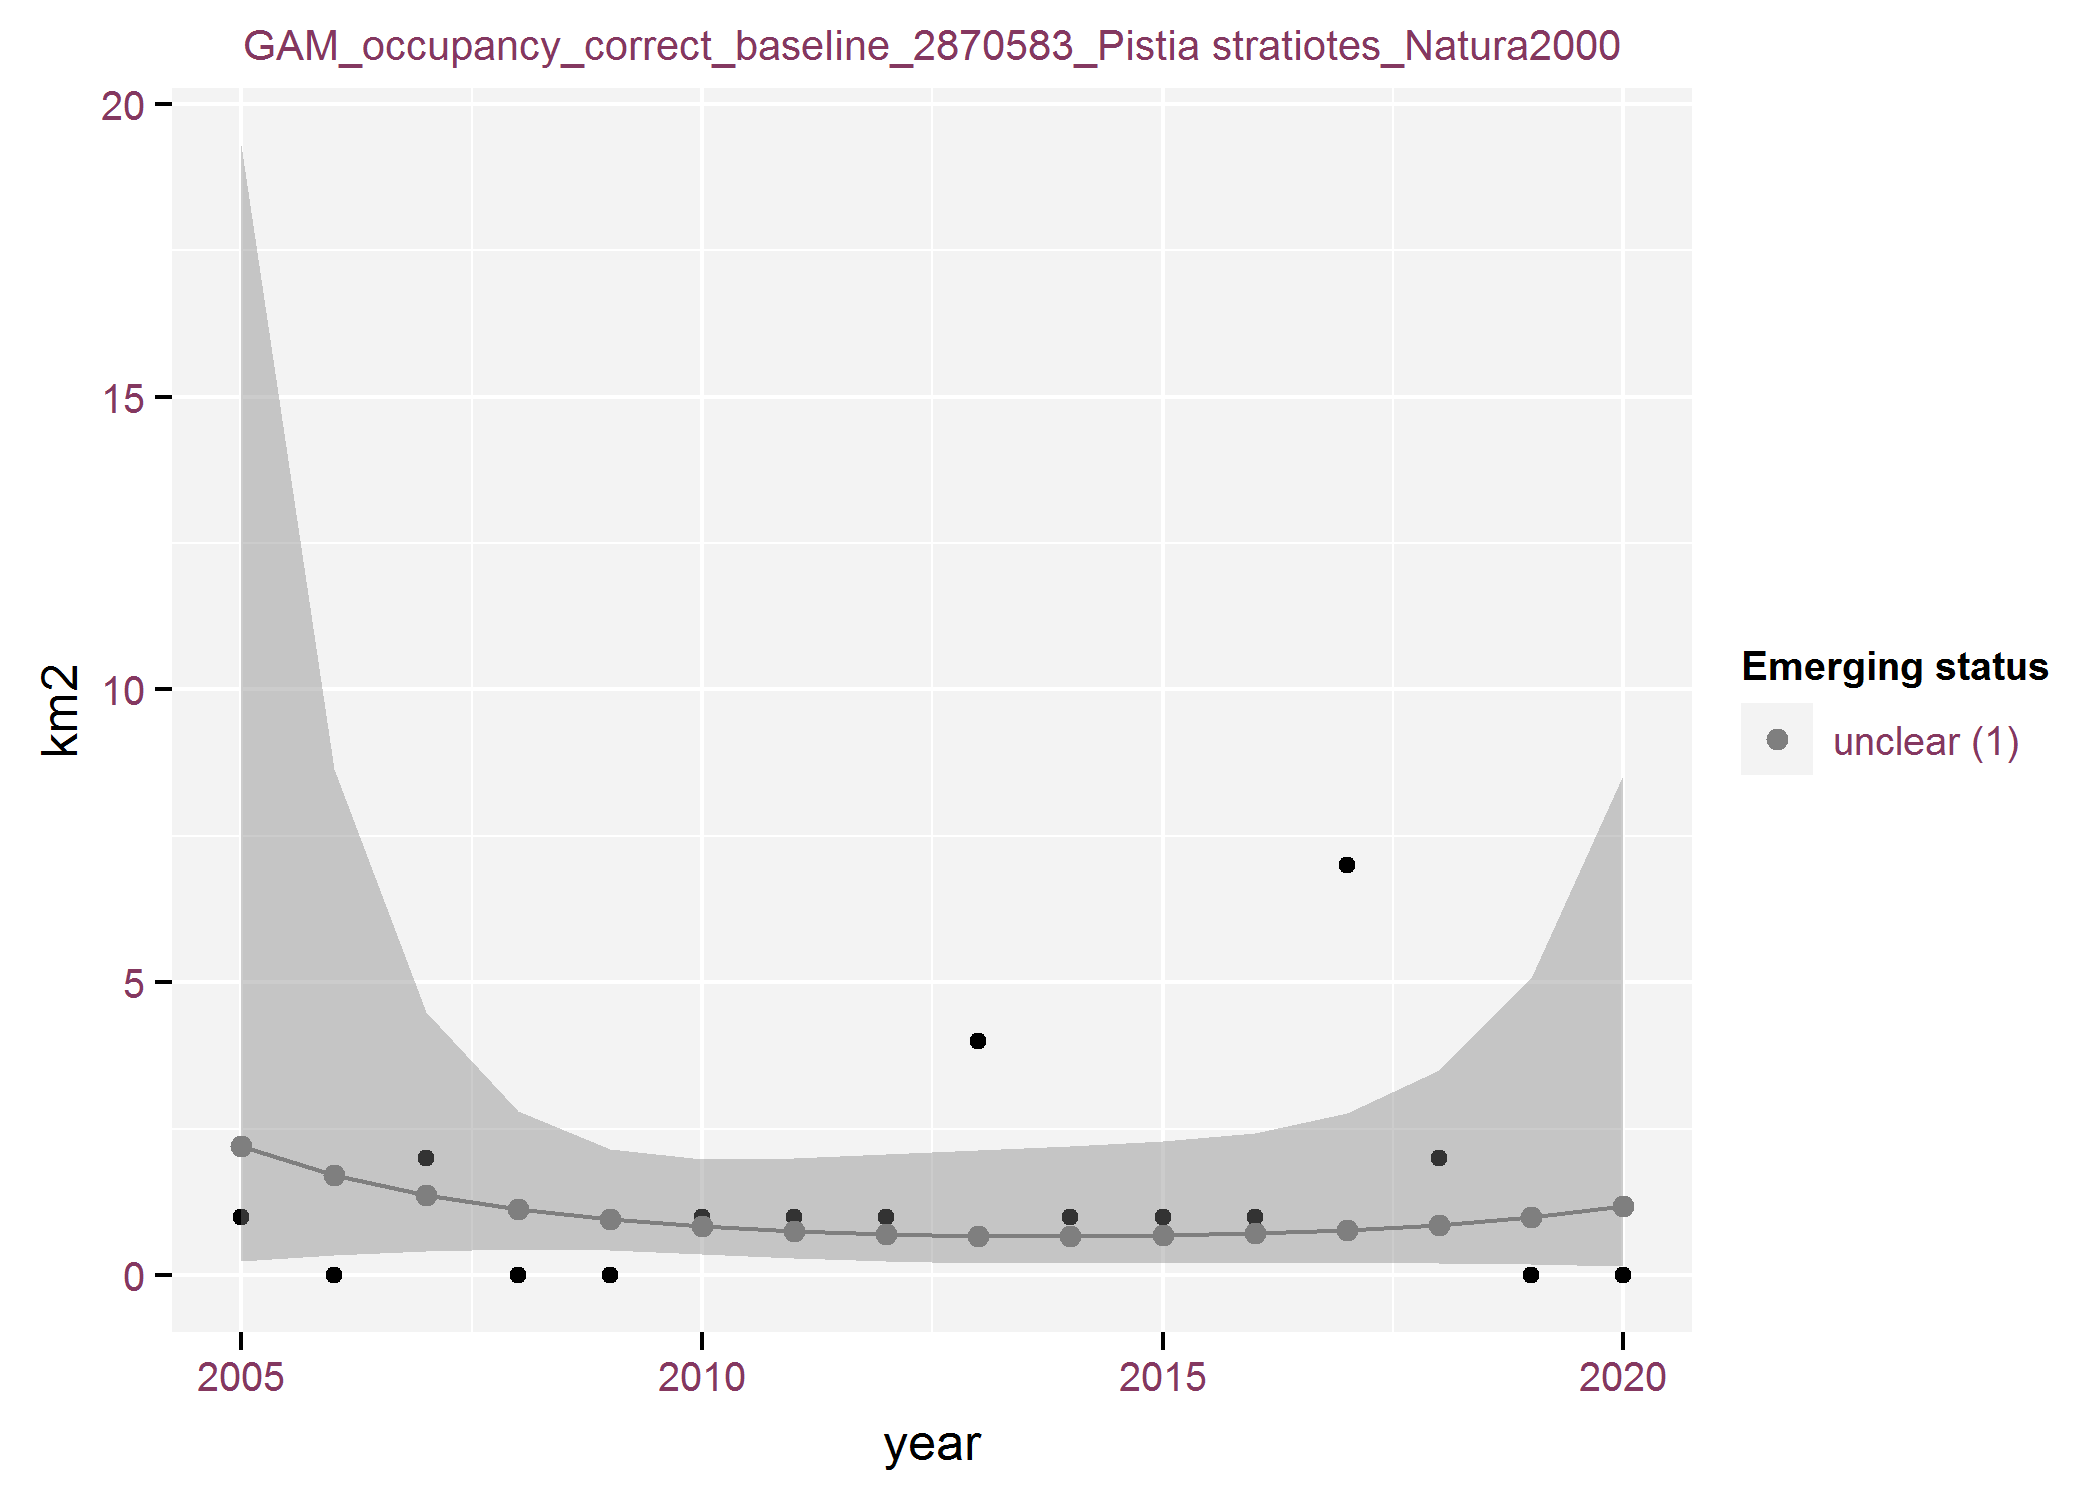 GAM_occupancy_correct_baseline_2870583_Pistia stratiotes_Natura2000
20
15
10
5
0
km2
2005 2010 2015 2020
year
Emerging status
unclear (1)